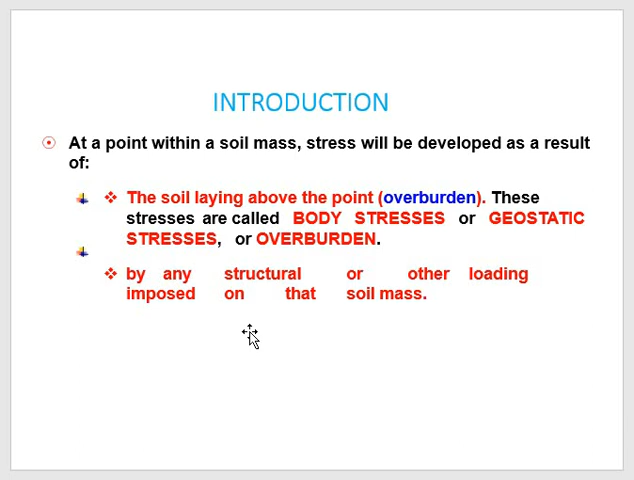 INTRODUCTION
At a point within a soil mass, stress will be developed as a result
of:
The soil laying above the point (overburden). These
stresses are called BODY STRESSES or GEOSTATIC
STRESSES, or OVERBURDEN.
by any structural or other loading
imposed on that soil mass.